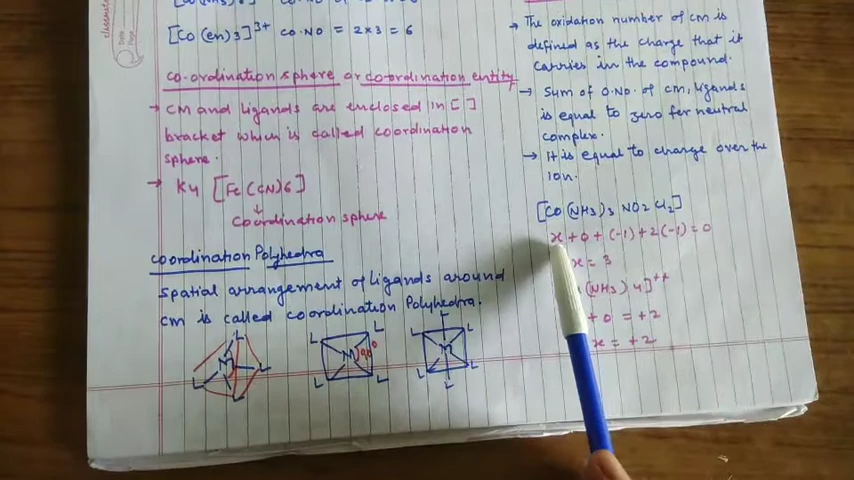 [Co(en)3]3+ CO.NO = 2×3=6
co-ordination sphere or co-ordination entity
→ CM and ligands are enclosed in [ ]
bracket which is called coordination
sphere.
→ K4 [Fe(CN)6]
↓
Coordination sphere
coordination Polyhedra
spatial arrangement of ligands around
CM is called coordination Polyhedra.
L L L L
M L M M
L L L L L L
L L
→ The oxidation number of CM is
defined as the charge that it
carries in the compound.
→ Sum of O.NO. of CM, ligands
is equal to zero for neutral
complex.
→ It is equal to charge over the
ion.
[Co(NH3)3 NO2 Cl2]
x+0+(-1)+2(-1)=0
x = 3
(NH3)4]
+0 = +2
x = +2
classmate
Date
Page